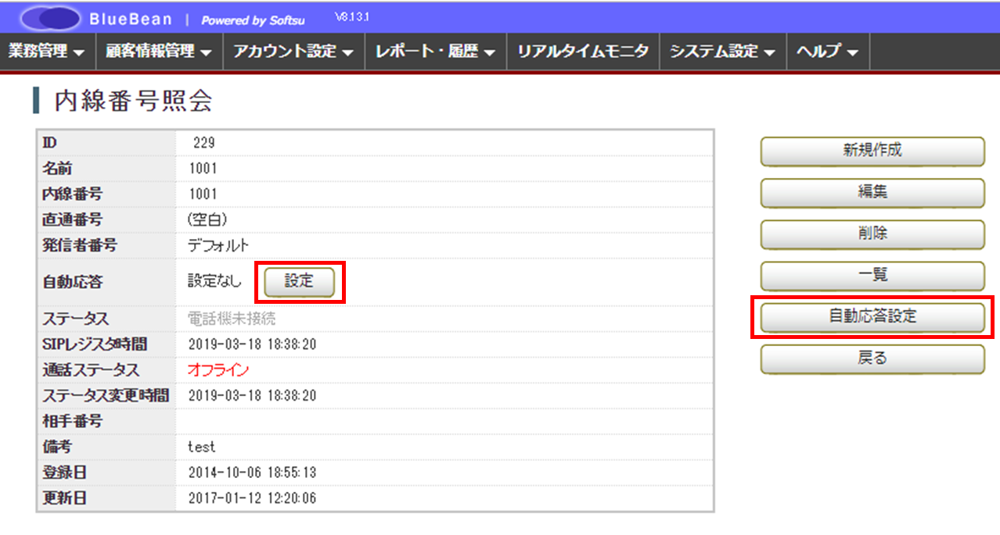 BlueBean | Powered by Softsu V8.13.1
業務管理 顧客情報管理 アカウント設定 レポート・履歴 リアルタイムモニタ システム設定 ヘルプ
内線番号照会
ID 229
名前 1001
内線番号 1001
直通番号 (空白)
発信者番号 デフォルト
自動応答 設定なし 設定
ステータス 電話機未接続
SIPレジスタ時間 2019-03-18 18:38:20
通話ステータス オフライン
ステータス変更時間 2019-03-18 18:38:20
相手番号
備考 test
登録日 2014-10-06 18:55:13
更新日 2017-01-12 12:20:06
新規作成
編集
削除
一覧
自動応答設定
戻る